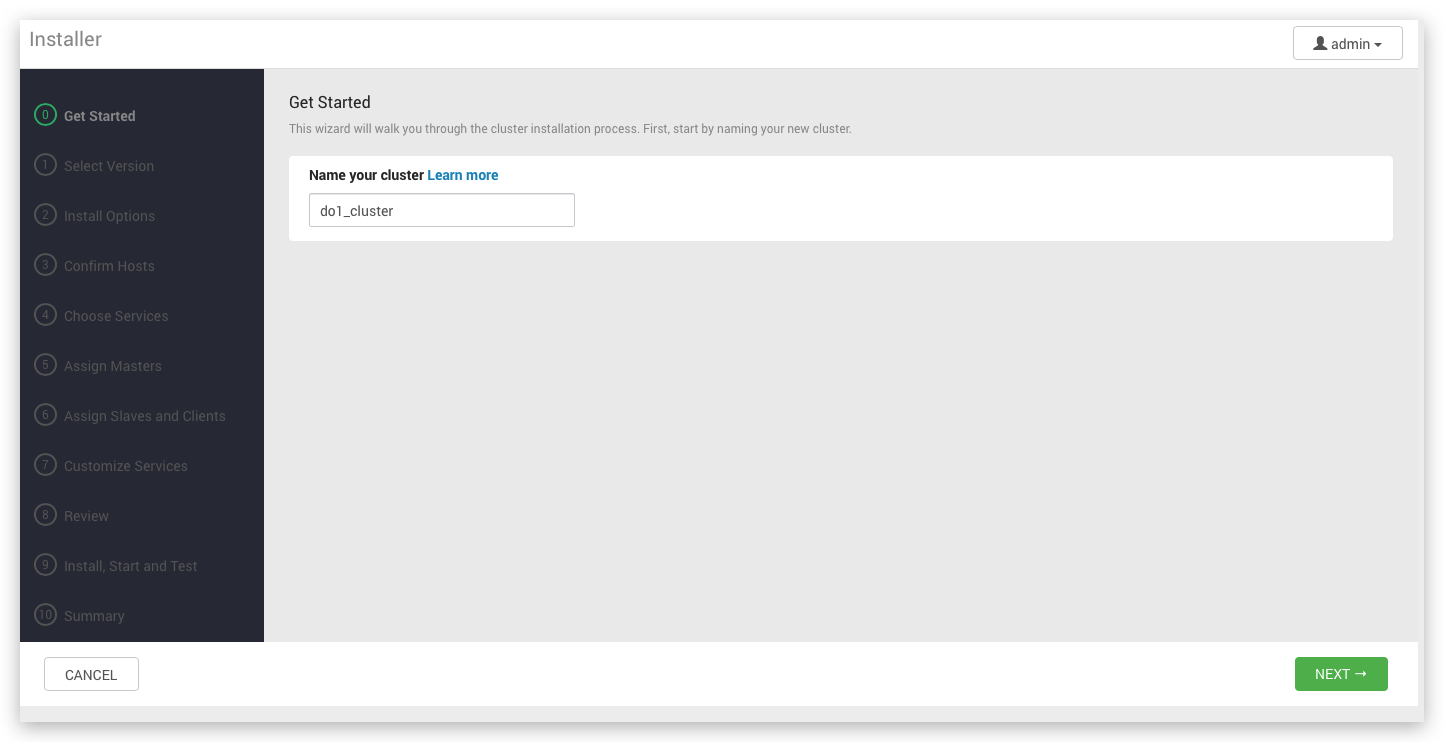 Installer
admin
0 Get Started
1 Select Version
2 Install Options
3 Confirm Hosts
4 Choose Services
5 Assign Masters
6 Assign Slaves and Clients
7 Customize Services
8 Review
9 Install, Start and Test
10 Summary
Get Started
This wizard will walk you through the cluster installation process. First, start by naming your new cluster.
Name your cluster Learn more
do1_cluster
CANCEL
NEXT →